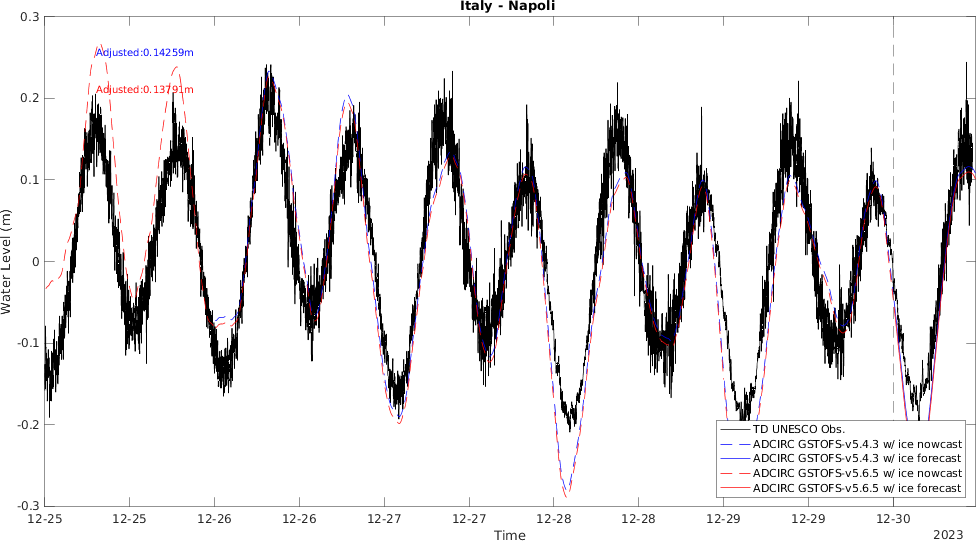 Italy - Napoli
Adjusted:0.14259m
Adjusted:0.13791m
0.3
0.2
0.1
0
-0.1
-0.2
-0.3
Water Level (m)
TD UNESCO Obs.
ADCIRC GSTOFS-v5.4.3 w/ ice nowcast
ADCIRC GSTOFS-v5.4.3 w/ ice forecast
ADCIRC GSTOFS-v5.6.5 w/ ice nowcast
ADCIRC GSTOFS-v5.6.5 w/ ice forecast
12-25 12-25 12-26 12-26 12-27 12-27 12-28 12-28 12-29 12-29 12-30
Time
2023